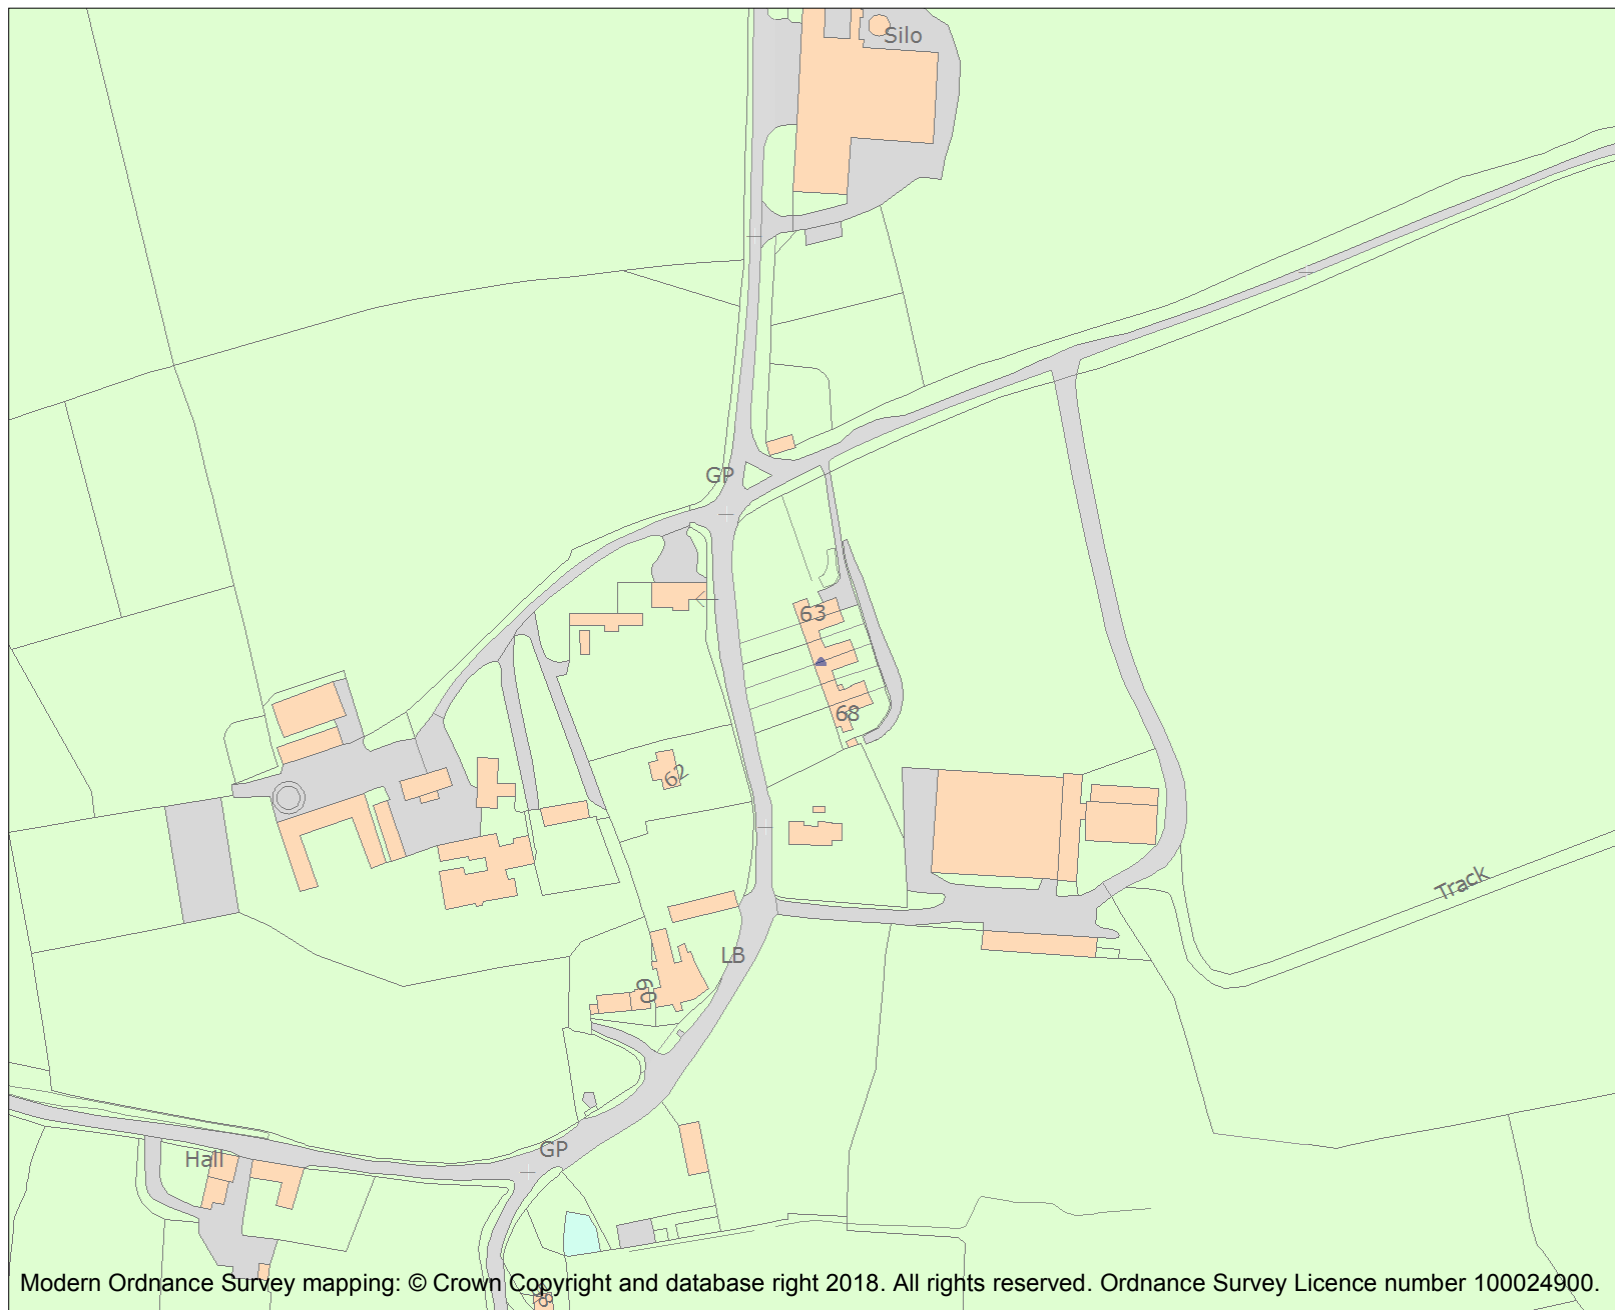 Silo
GP
63
68
62
Track
LB
60
GP
Hall
Modern Ordnance Survey mapping: © Crown Copyright and database right 2018. All rights reserved. Ordnance Survey Licence number 100024900.